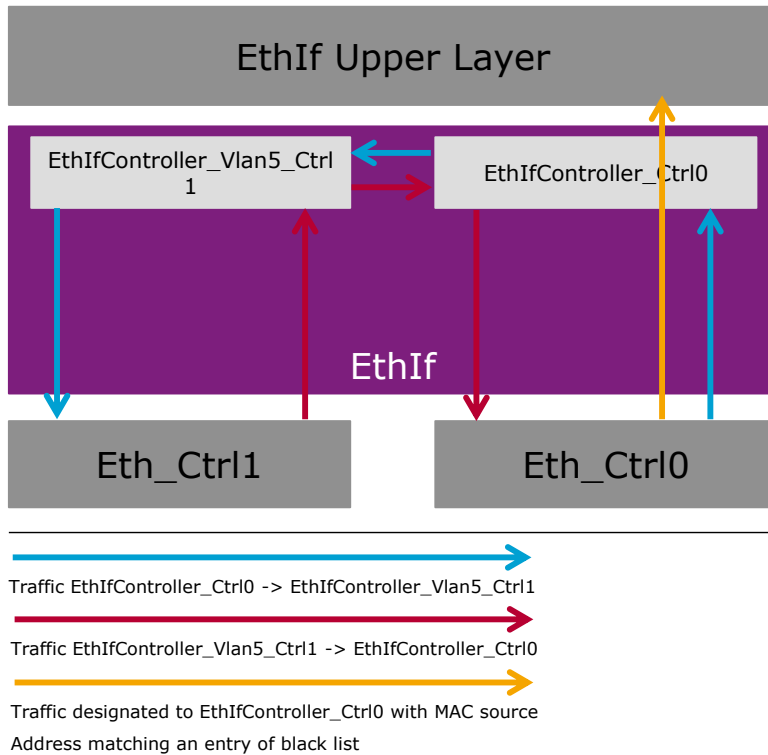 EthIf Upper Layer
EthIfController_Vlan5_Ctrl
1
EthIfController_Ctrl0
EthIf
Eth_Ctrl1
Eth_Ctrl0
Traffic EthIfController_Ctrl0 -> EthIfController_Vlan5_Ctrl1
Traffic EthIfController_Vlan5_Ctrl1 -> EthIfController_Ctrl0
Traffic designated to EthIfController_Ctrl0 with MAC source
Address matching an entry of black list